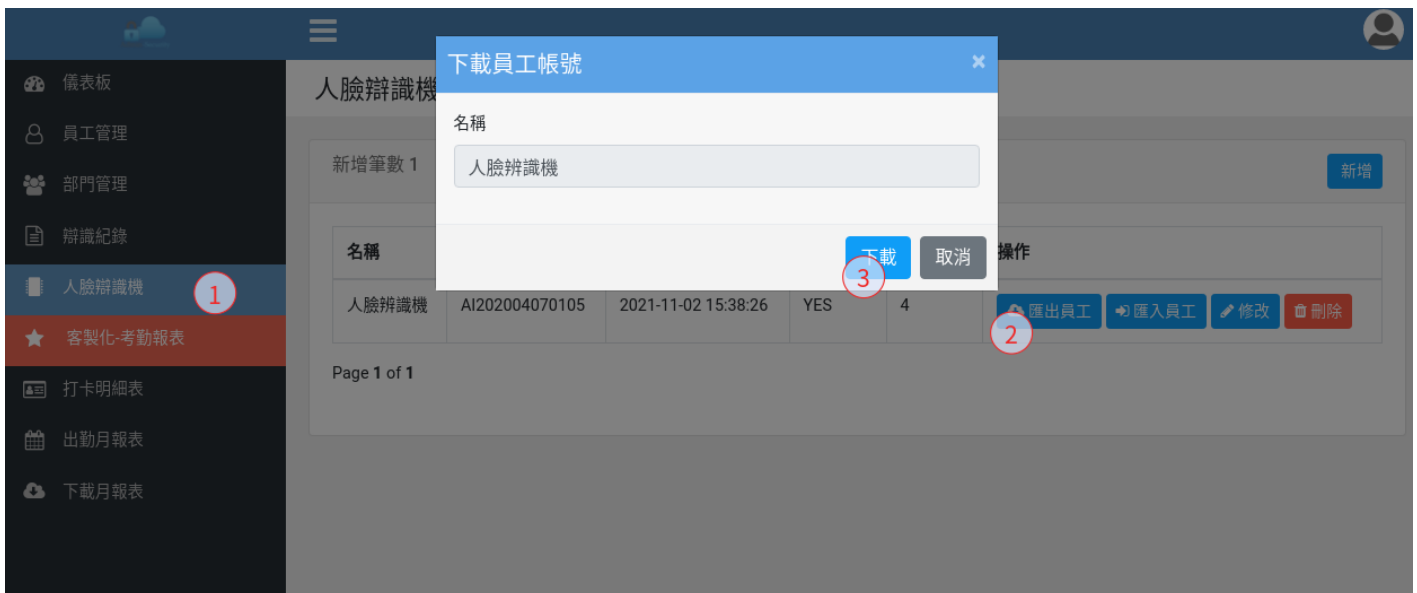 下載員工帳號 ×
儀表板
人臉辯識機
員工管理
名稱
新增筆數 1
人臉辨識機
新增
部門管理
辯識紀錄
名稱
下載
取消
操作
人臉辯識機
1
3
人臉辨識機 AI202004070105 2021-11-02 15:38:26 YES 4 匯出員工 匯入員工 修改 刪除
2
客製化-考勤報表
Page 1 of 1
打卡明細表
出勤月報表
下載月報表